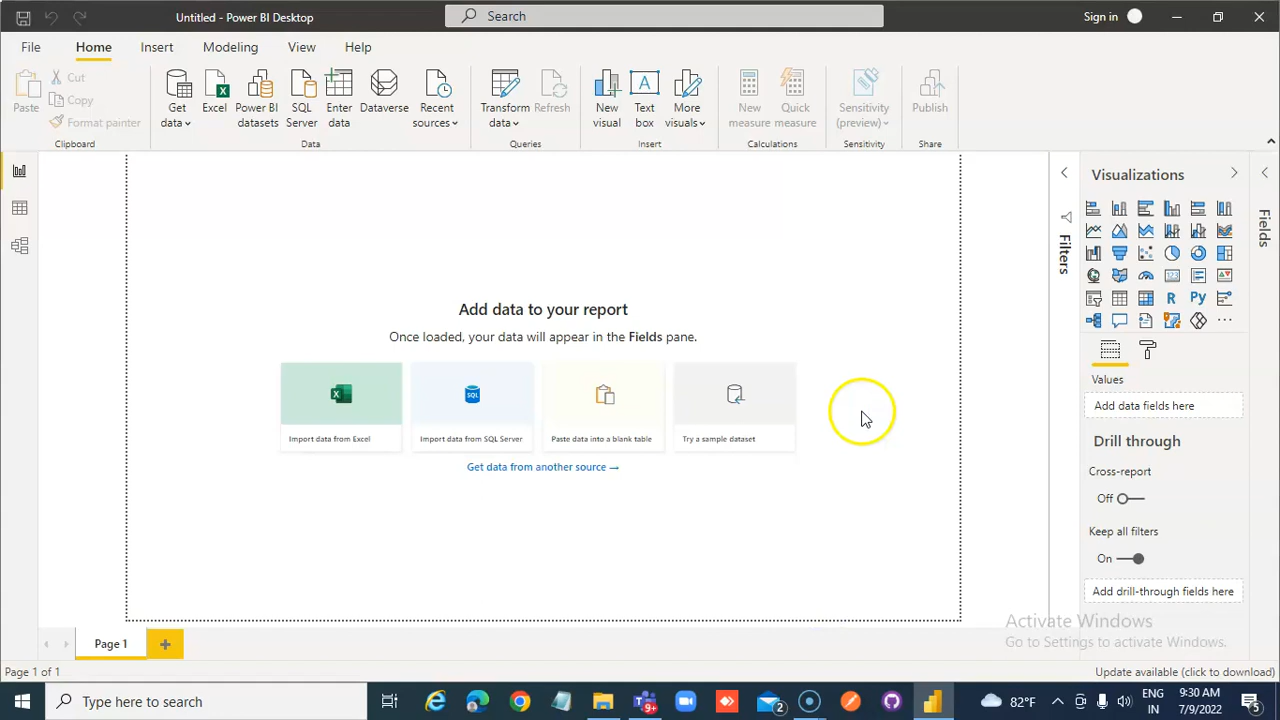 Untitled - Power BI Desktop
Search
Sign in
File
Home
Insert
Modeling
View
Help
Paste
Cut
Copy
Format painter
Clipboard
Get data
Excel
Power BI datasets
SQL Server
Enter data
Dataverse
Recent sources
Data
Transform data
Refresh
Queries
New visual
Text box
A
More visuals
Insert
New measure
Quick measure
Calculations
Sensitivity (preview)
Sensitivity
Publish
Share
Add data to your report
Once loaded, your data will appear in the Fields pane.
SQL
Import data from Excel
Import data from SQL Server
Paste data into a blank table
Try a sample dataset
Get data from another source →
Filters
Visualizations
Fields
123
R
Py
Values
Add data fields here
Drill through
Cross-report
Off
Keep all filters
On
Add drill-through fields here
Activate Windows
Go to Settings to activate Windows.
Page 1
Page 1 of 1
Update available (click to download)
Type here to search
9+
2
82°F
ENG
IN
9:30 AM
7/9/2022
5